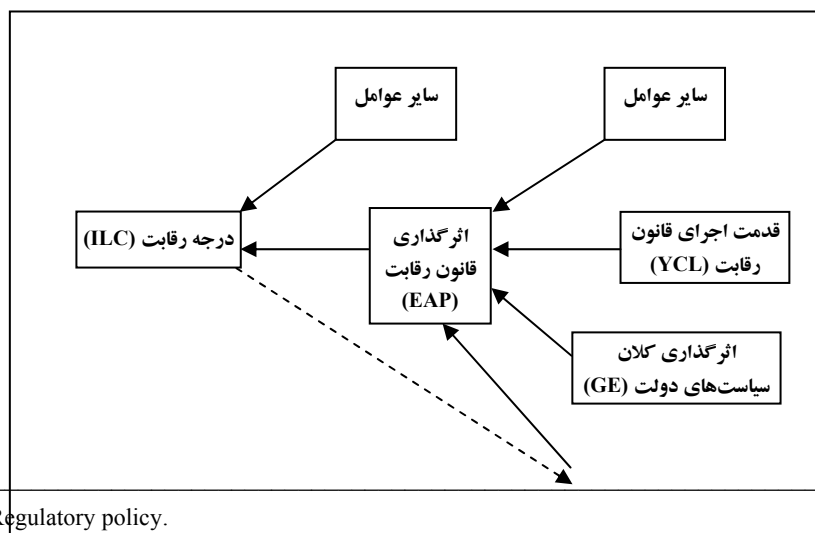 سایر عوامل
سایر عوامل
قدمت اجرای قانون
رقابت (YCL)
اثرگذاری
قانون رقابت
(EAP)
درجه رقابت (ILC)
اثرگذاری کلان
سیاست‌های دولت (GE)
Regulatory policy.